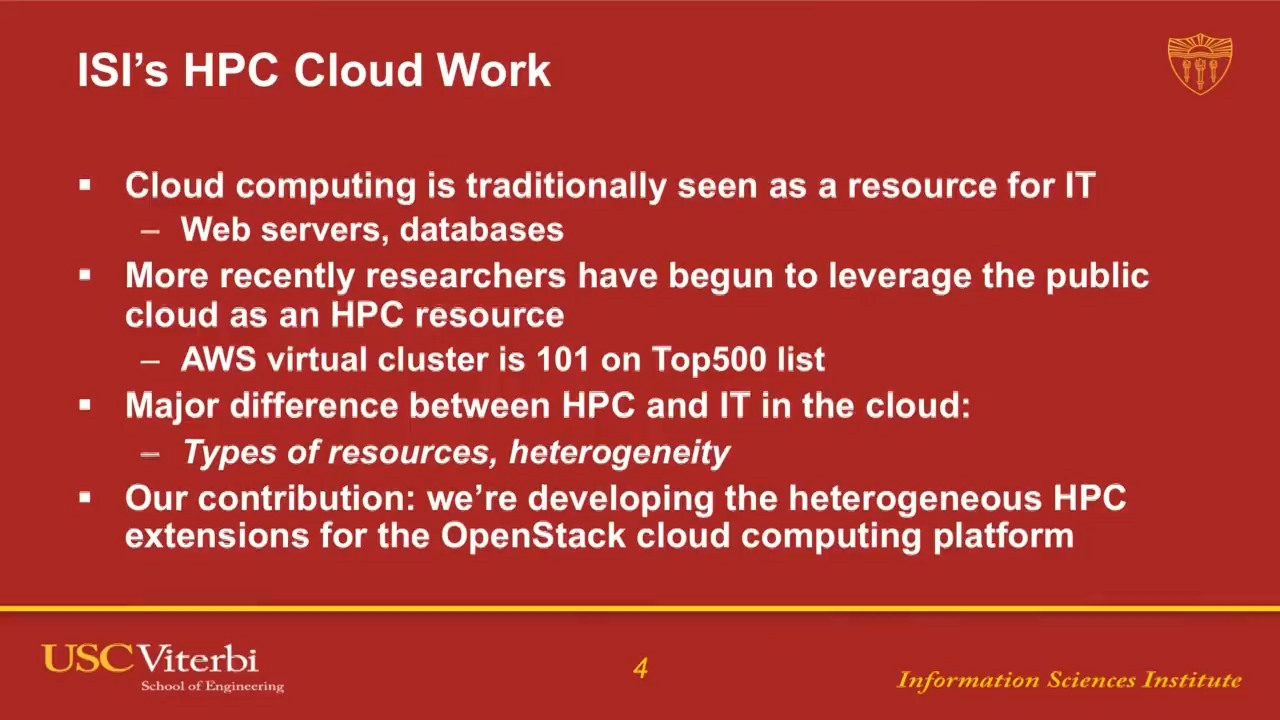 ISI’s HPC Cloud Work
▪ Cloud computing is traditionally seen as a resource for IT
– Web servers, databases
▪ More recently researchers have begun to leverage the public
cloud as an HPC resource
– AWS virtual cluster is 101 on Top500 list
▪ Major difference between HPC and IT in the cloud:
– Types of resources, heterogeneity
▪ Our contribution: we’re developing the heterogeneous HPC
extensions for the OpenStack cloud computing platform
USC Viterbi
School of Engineering
4
Information Sciences Institute